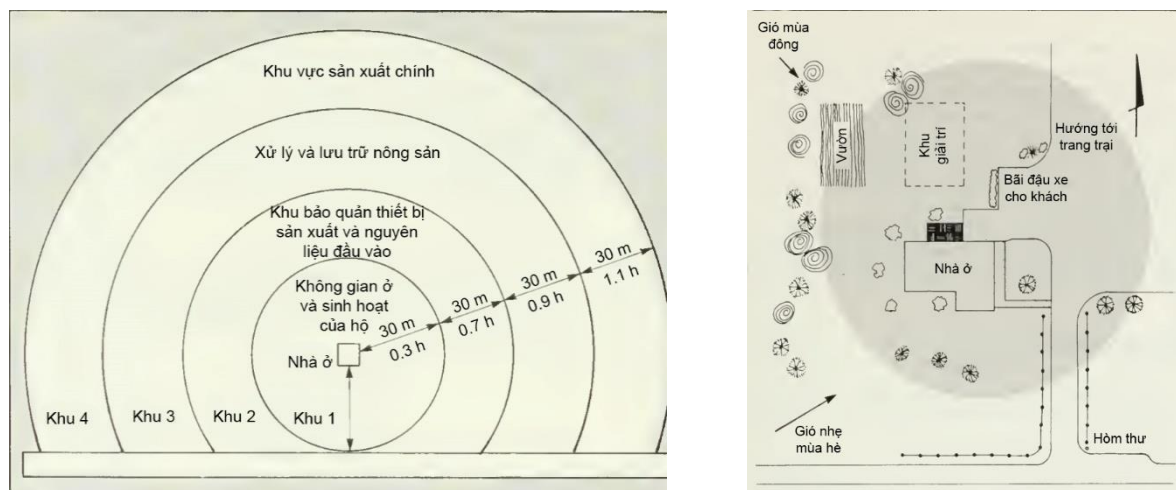 Khu vực sản xuất chính
Xử lý và lưu trữ nông sản
Khu bảo quản thiết bị
sản xuất và nguyên
liệu đầu vào
Không gian ở
và sinh hoạt
của hộ
Nhà ở
30 m
0.3 h
30 m
0.7 h
30 m
0.9 h
30 m
1.1 h
Khu 4
Khu 3
Khu 2
Khu 1
Gió mùa
đông
Vườn
Khu
giải trí
Hướng tới
trang trại
Bãi đậu xe
cho khách
Nhà ở
Gió nhẹ
mùa hè
Hòm thư